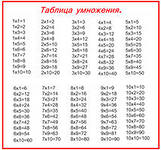 Таблица умножения.
1x1=1 2x1=2 3x1=3 4x1=4 5x1=5
1x2=2 2x2=4 3x2=6 4x2=8 5x2=10
1x3=3 2x3=6 3x3=9 4x3=12 5x3=15
1x4=4 2x4=8 3x4=12 4x4=16 5x4=20
1x5=5 2x5=10 3x5=15 4x5=20 5x5=25
1x6=6 2x6=12 3x6=18 4x6=24 5x6=30
1x7=7 2x7=14 3x7=21 4x7=28 5x7=35
1x8=8 2x8=16 3x8=24 4x8=32 5x8=40
1x9=9 2x9=18 3x9=27 4x9=36 5x9=45
1x10=10 2x10=20 3x10=30 4x10=40 5x10=50
6x1=6 7x1=7 8x1=8 9x1=9 10x1=10
6x2=12 7x2=14 8x2=16 9x2=18 10x2=20
6x3=18 7x3=21 8x3=24 9x3=27 10x3=30
6x4=24 7x4=28 8x4=32 9x4=36 10x4=40
6x5=30 7x5=35 8x5=40 9x5=45 10x5=50
6x6=36 7x6=42 8x6=48 9x6=54 10x6=60
6x7=42 7x7=49 8x7=56 9x7=63 10x7=70
6x8=48 7x8=56 8x8=64 9x8=72 10x8=80
6x9=54 7x9=63 8x9=72 9x9=81 10x9=90
6x10=60 7x10=70 8x10=80 9x10=90 10x10=100